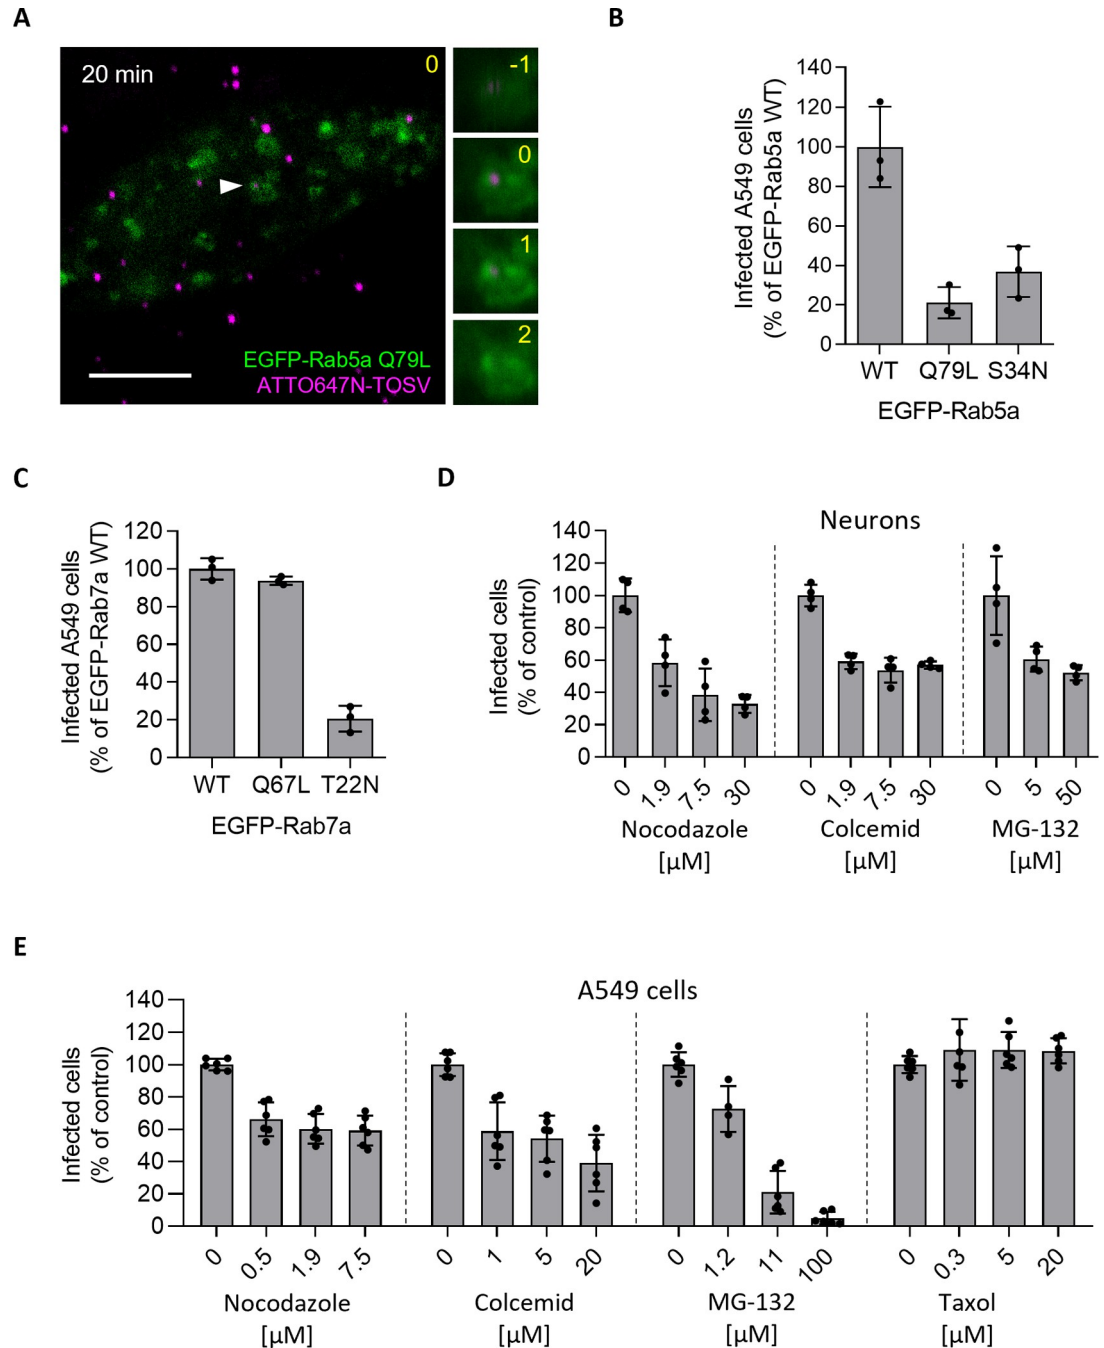 A
20 min
0
-1
0
1
2
EGFP-Rab5a Q79L
ATTO647N-TOSV
B
Infected A549 cells
(% of EGFP-Rab5a WT)
140
120
100
80
60
40
20
0
WT Q79L S34N
EGFP-Rab5a
C
Infected A549 cells
(% of EGFP-Rab7a WT)
120
100
80
60
40
20
0
WT Q67L T22N
EGFP-Rab7a
D
Neurons
Infected cells
(% of control)
140
120
100
80
60
40
20
0
0 1.9 7.5 30 0 1.9 7.5 30 0 5 50
Nocodazole Colcemid MG-132
[µM] [µM] [µM]
E
A549 cells
Infected cells
(% of control)
140
120
100
80
60
40
20
0
0 0.5 1.9 7.5 0 1 5 20 0 1.2 11 100 0 0.3 5 20
Nocodazole Colcemid MG-132 Taxol
[µM] [µM] [µM] [µM]